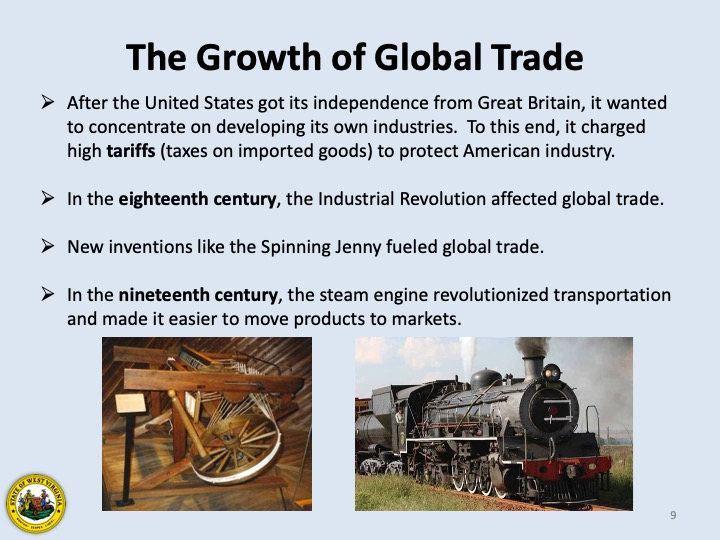 The Growth of Global Trade
➢ After the United States got its independence from Great Britain, it wanted
to concentrate on developing its own industries.  To this end, it charged
high tariffs (taxes on imported goods) to protect American industry.
➢ In the eighteenth century, the Industrial Revolution affected global trade.
➢ New inventions like the Spinning Jenny fueled global trade.
➢ In the nineteenth century, the steam engine revolutionized transportation
and made it easier to move products to markets.
STATE OF WEST VIRGINIA
9